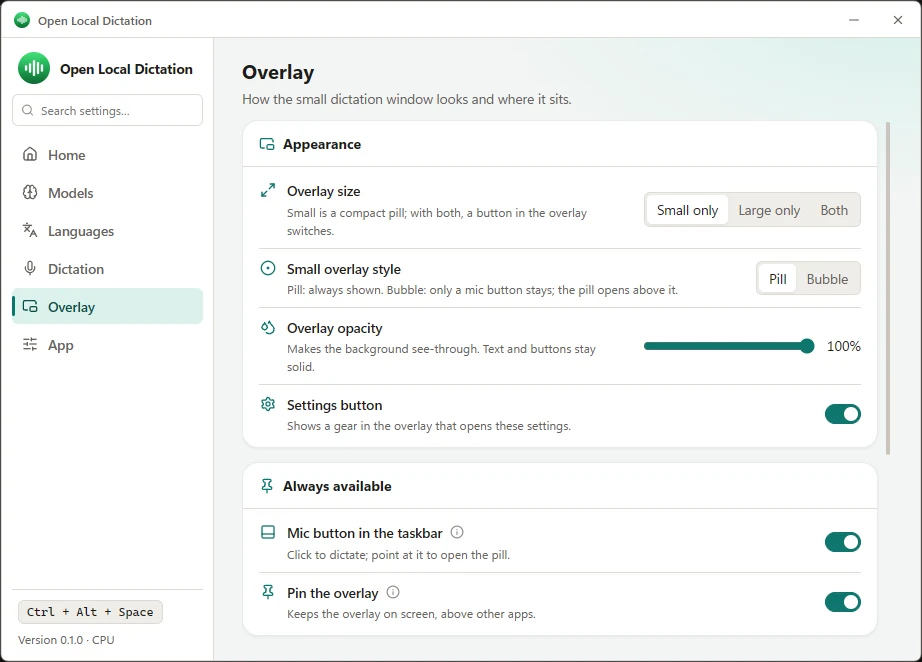 Open Local Dictation
Open Local Dictation
Search settings...
Home
Models
Languages
Dictation
Overlay
App
Ctrl + Alt + Space
Version 0.1.0 · CPU
Overlay
How the small dictation window looks and where it sits.
Appearance
Overlay size
Small is a compact pill; with both, a button in the overlay
switches.
Small only Large only Both
Small overlay style
Pill: always shown. Bubble: only a mic button stays; the pill opens above it.
Pill Bubble
Overlay opacity
Makes the background see-through. Text and buttons stay
solid.
100%
Settings button
Shows a gear in the overlay that opens these settings.
Always available
Mic button in the taskbar
Click to dictate; point at it to open the pill.
Pin the overlay
Keeps the overlay on screen, above other apps.